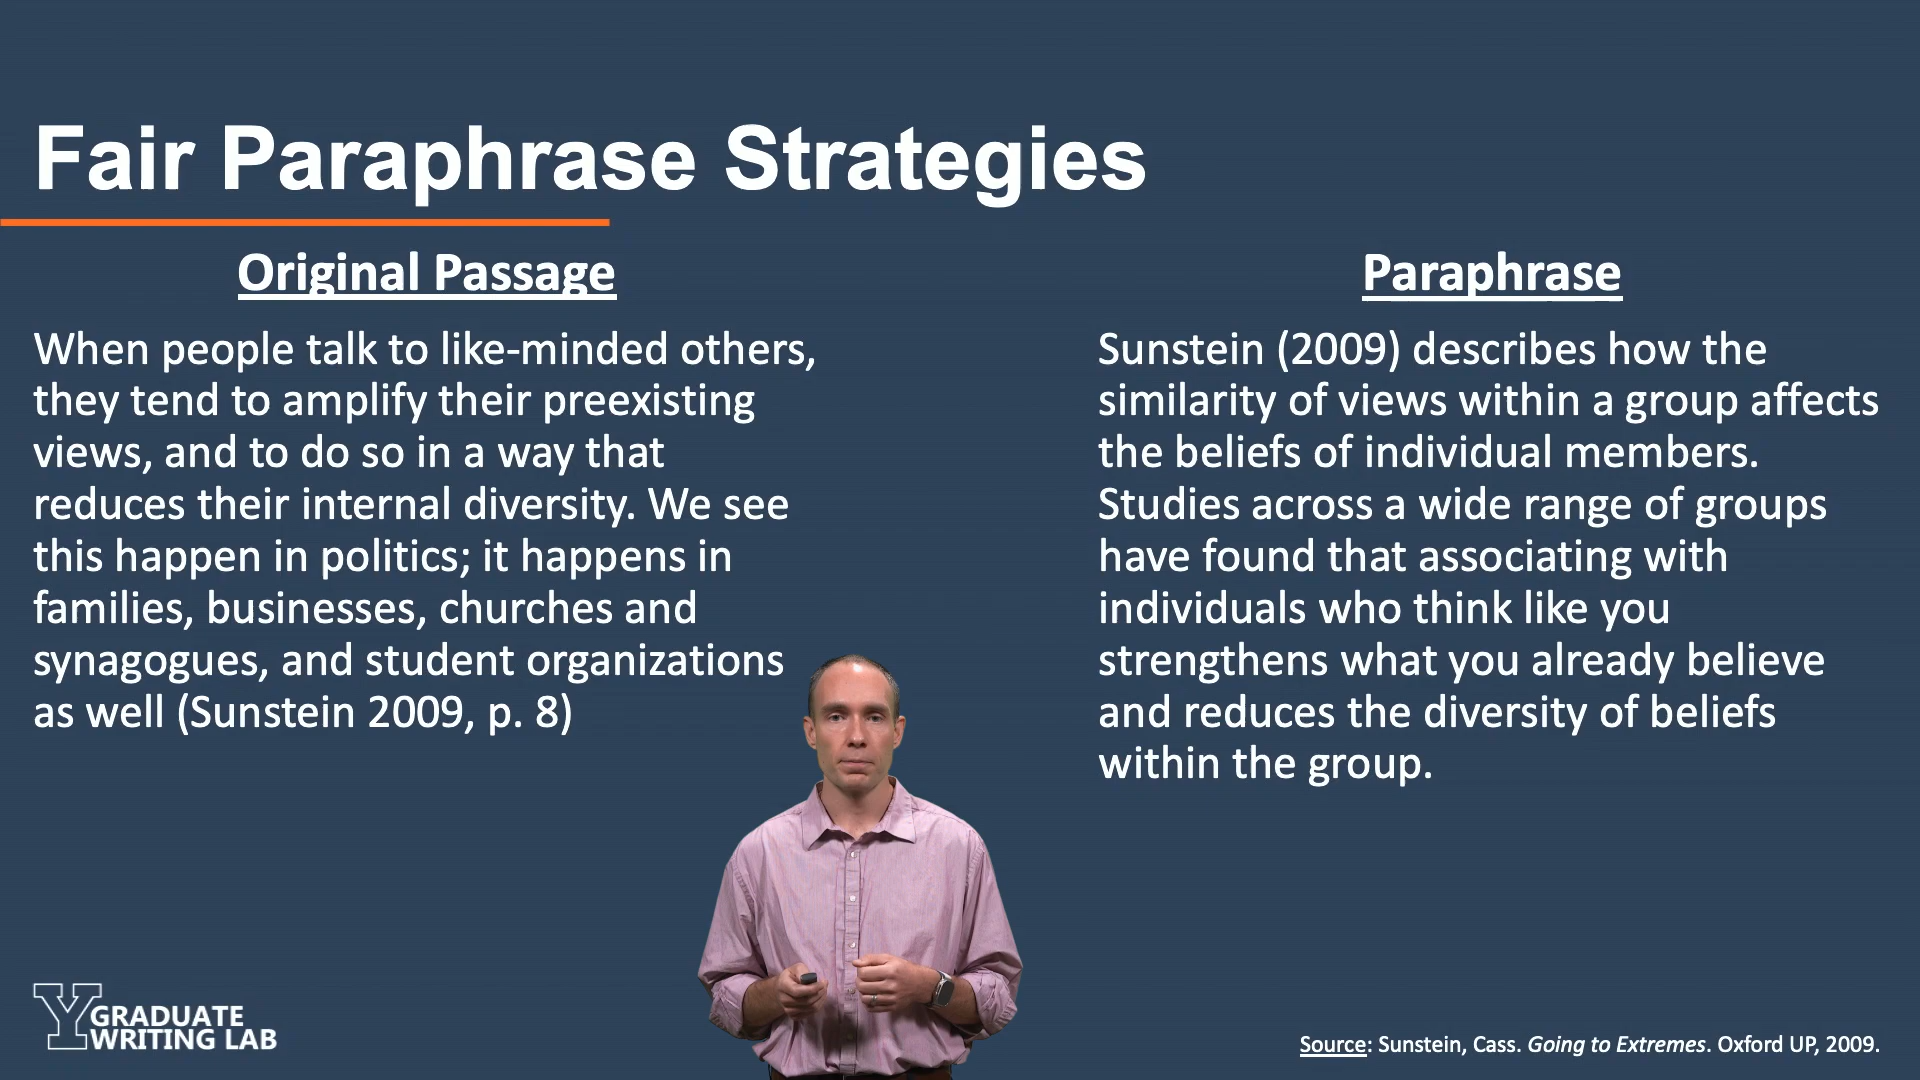 Fair Paraphrase Strategies
Original Passage
When people talk to like-minded others,
they tend to amplify their preexisting
views, and to do so in a way that
reduces their internal diversity. We see
this happen in politics; it happens in
families, businesses, churches and
synagogues, and student organizations
as well (Sunstein 2009, p. 8)
Paraphrase
Sunstein (2009) describes how the
similarity of views within a group affects
the beliefs of individual members.
Studies across a wide range of groups
have found that associating with
individuals who think like you
strengthens what you already believe
and reduces the diversity of beliefs
within the group.
Y GRADUATE
WRITING LAB
Source: Sunstein, Cass. Going to Extremes. Oxford UP, 2009.